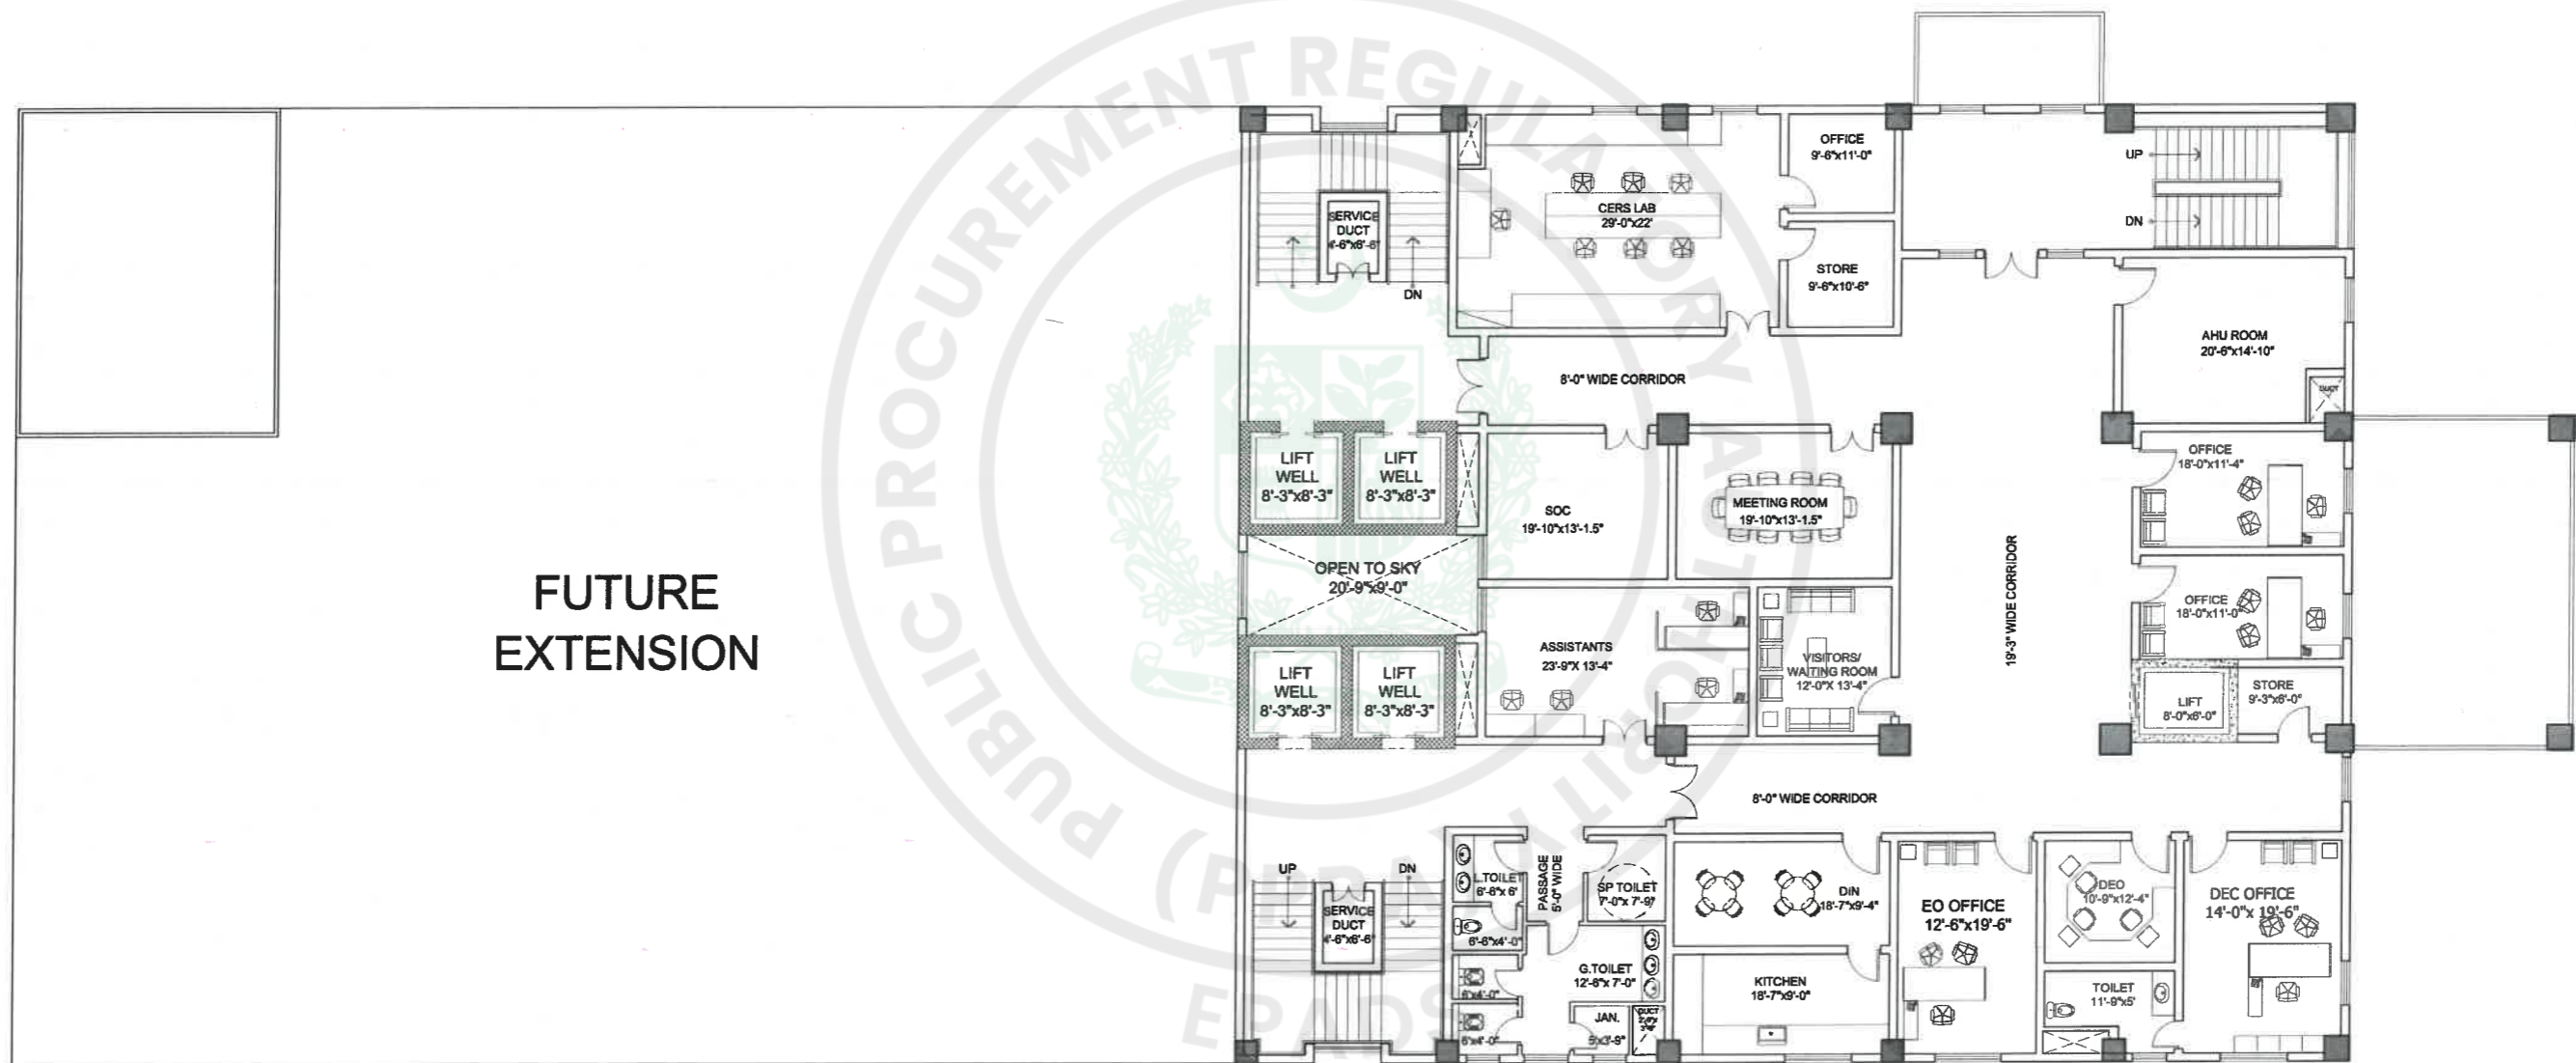 PUBLIC PROCUREMENT REGULATORY AUTHORITY (PPRA)
EPADS
FUTURE
EXTENSION
SERVICE
DUCT
4'-6"x6'-6"
DN
CERS LAB
29'-0"x22'
OFFICE
9'-6"x11'-0"
STORE
9'-6"x10'-6"
UP
DN
AHU ROOM
20'-6"x14'-10"
DUCT
8'-0" WIDE CORRIDOR
LIFT
WELL
8'-3"x8'-3"
LIFT
WELL
8'-3"x8'-3"
SOC
19'-10"x13'-1.5"
MEETING ROOM
19'-10"x13'-1.5"
OFFICE
18'-0"x11'-4"
OPEN TO SKY
20'-9"x9'-0"
19'-3" WIDE CORRIDOR
OFFICE
18'-0"x11'-0"
LIFT
WELL
8'-3"x8'-3"
LIFT
WELL
8'-3"x8'-3"
ASSISTANTS
23'-9"X 13'-4"
VISITORS/
WAITING ROOM
12'-0"X 13'-4"
LIFT
8'-0"x6'-0"
STORE
9'-3"x6'-0"
8'-0" WIDE CORRIDOR
UP
DN
SERVICE
DUCT
4'-6"x6'-6"
L.TOILET
6'-6"x 6'
6'-6"x4'-0"
PASSAGE
5'-0" WIDE
SP TOILET
7'-0"x 7'-9"
G.TOILET
12'-6"x 7'-0"
6'x4'-0"
6'x4'-0"
JAN.
5'x3'-9"
DUCT
DIN
18'-7"x9'-4"
KITCHEN
18'-7"x9'-0"
EO OFFICE
12'-6"x19'-6"
DEO
10'-9"x12'-4"
TOILET
11'-9"x5'
DEC OFFICE
14'-0"x 19'-6"